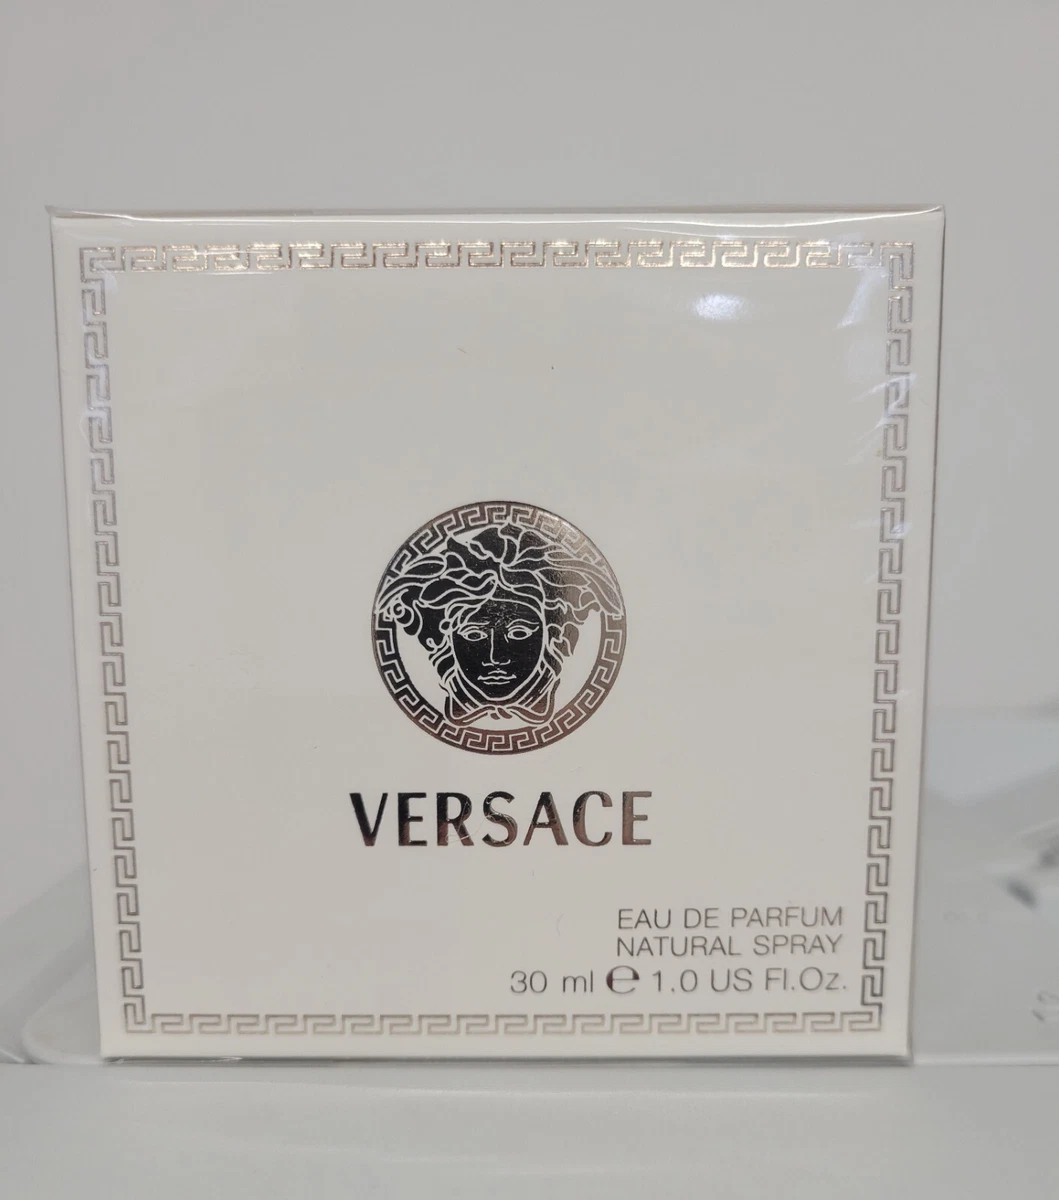 VERSACE
EAU DE PARFUM
NATURAL SPRAY
30 ml ℮ 1.0 US Fl.Oz.